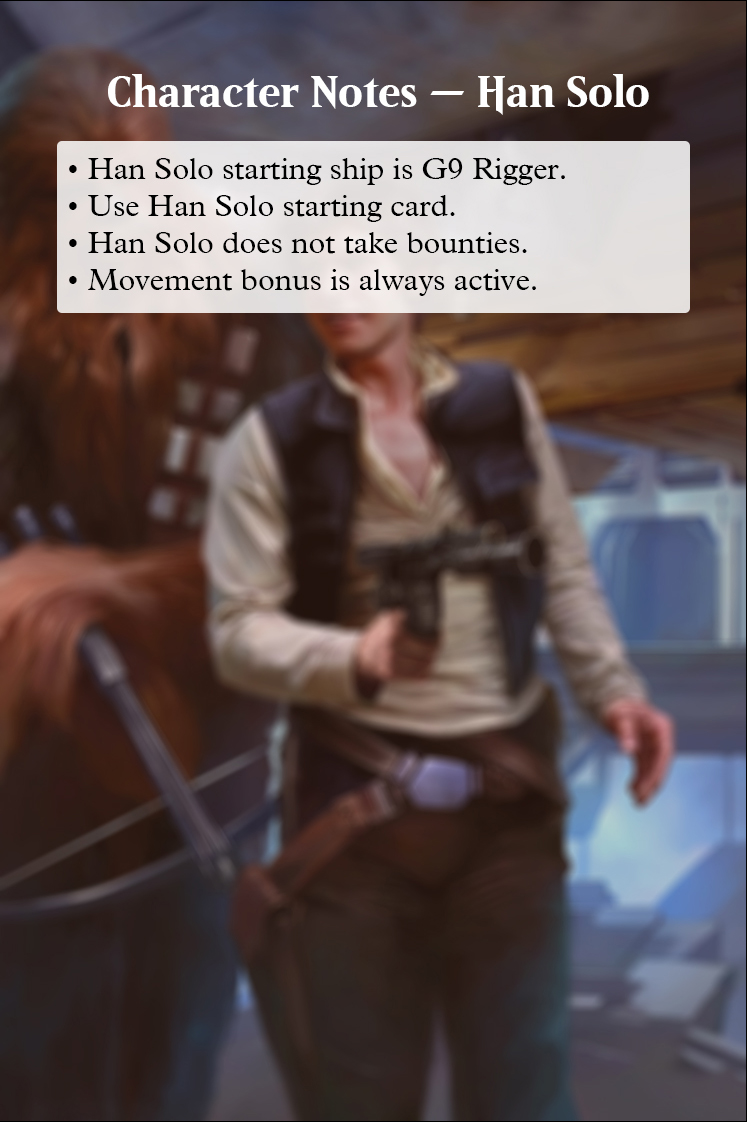 Character Notes — Han Solo
• Han Solo starting ship is G9 Rigger.
• Use Han Solo starting card.
• Han Solo does not take bounties.
• Movement bonus is always active.